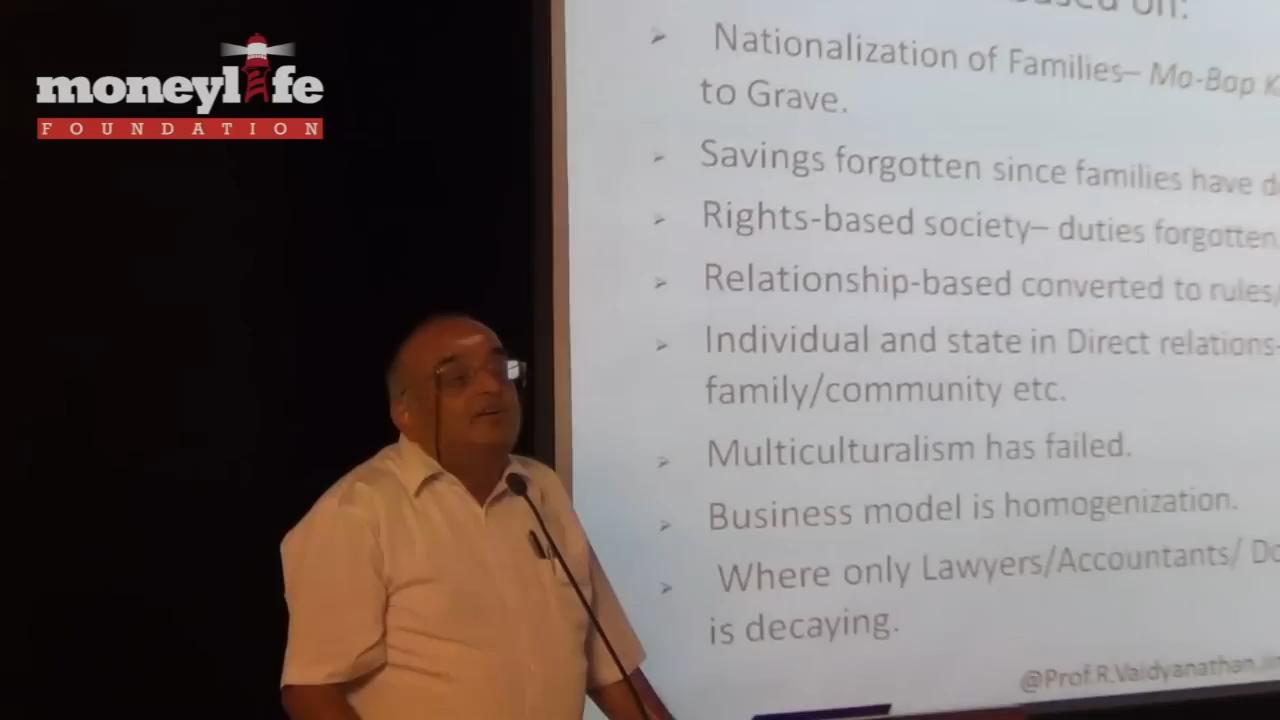 moneylife
FOUNDATION
on:
Nationalization of Families– Ma-Bap
to Grave.
Savings forgotten since families have
Rights-based society– duties forgotten
Relationship-based converted to rules/
Individual and state in Direct relations-
family/community etc.
Multiculturalism has failed.
Business model is homogenization.
Where only Lawyers/Accountants/
is decaying.
@Prof.R.Vaidyanathan